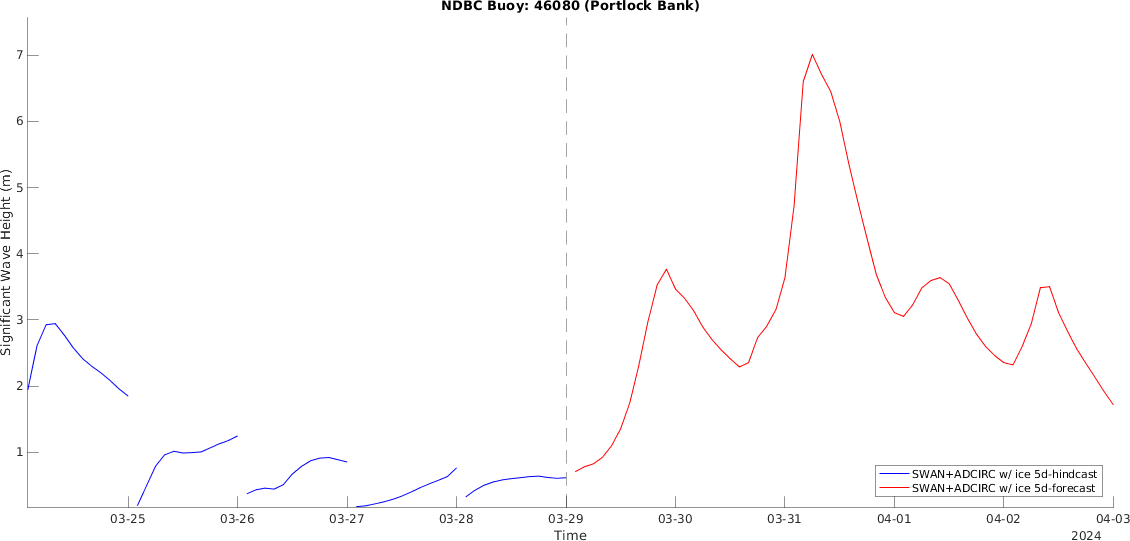 NDBC Buoy: 46080 (Portlock Bank)
Significant Wave Height (m)
7
6
5
4
3
2
1
SWAN+ADCIRC w/ ice 5d-hindcast
SWAN+ADCIRC w/ ice 5d-forecast
03-25 03-26 03-27 03-28 03-29 03-30 03-31 04-01 04-02 04-03
Time
2024